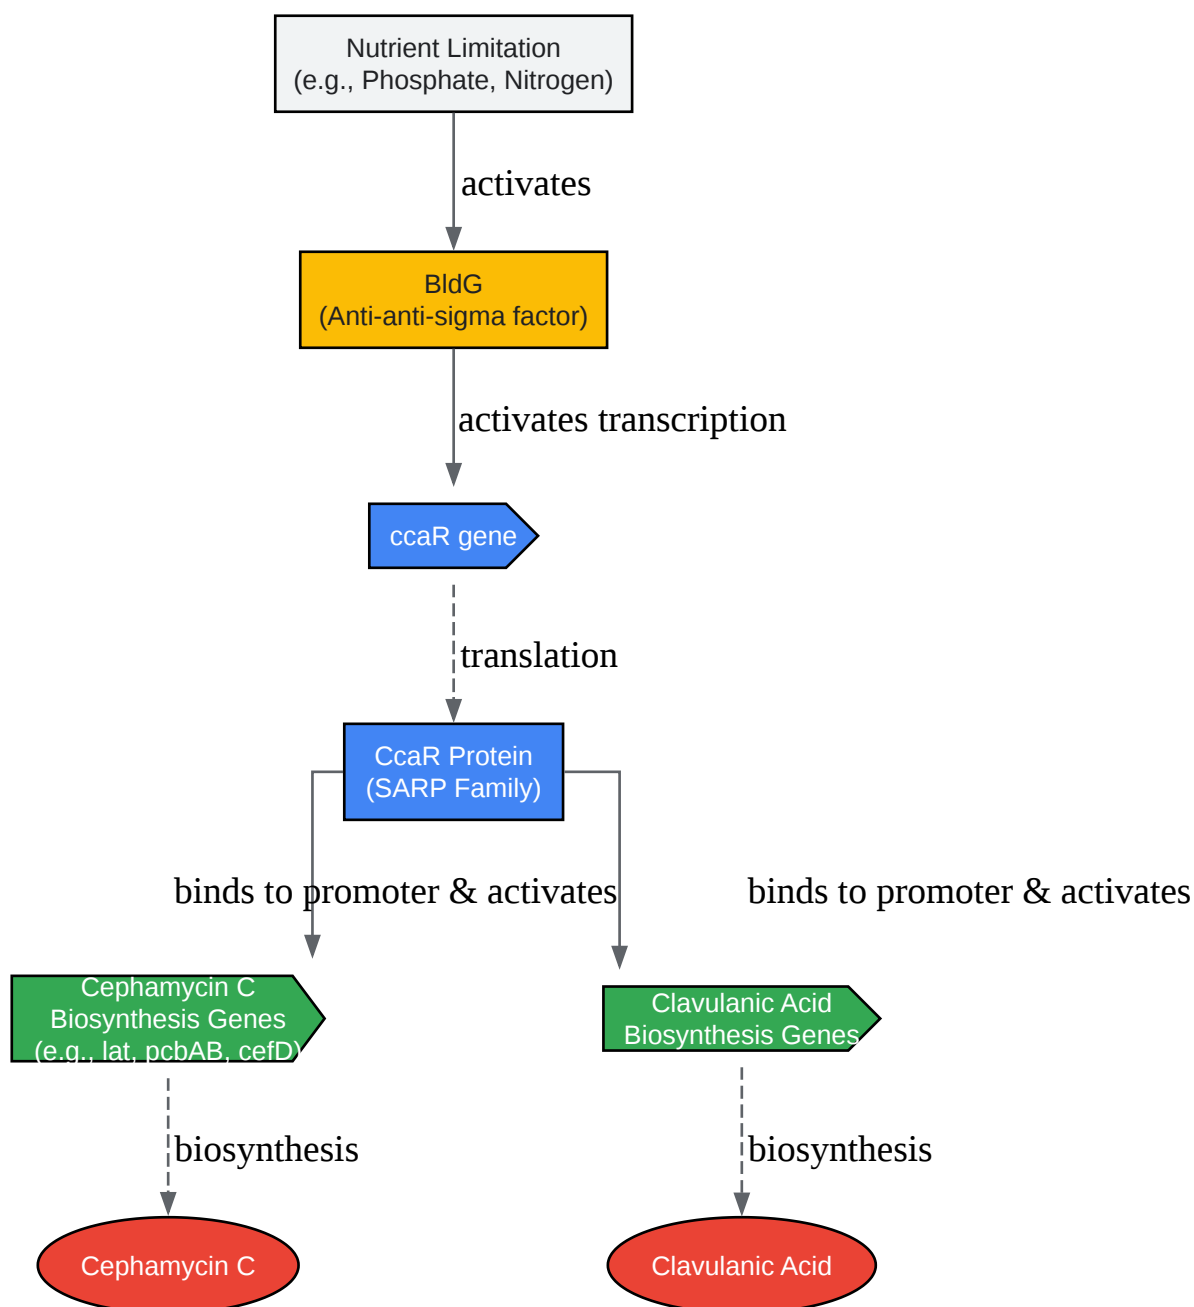 Nutrient Limitation
(e.g., Phosphate, Nitrogen)
activates
BldG
(Anti-anti-sigma factor)
activates transcription
ccaR gene
translation
CcaR Protein
(SARP Family)
binds to promoter & activates
binds to promoter & activates
Cephamycin C
Biosynthesis Genes
(e.g., lat, pcbAB, cefD)
Clavulanic Acid
Biosynthesis Genes
biosynthesis
biosynthesis
Cephamycin C
Clavulanic Acid